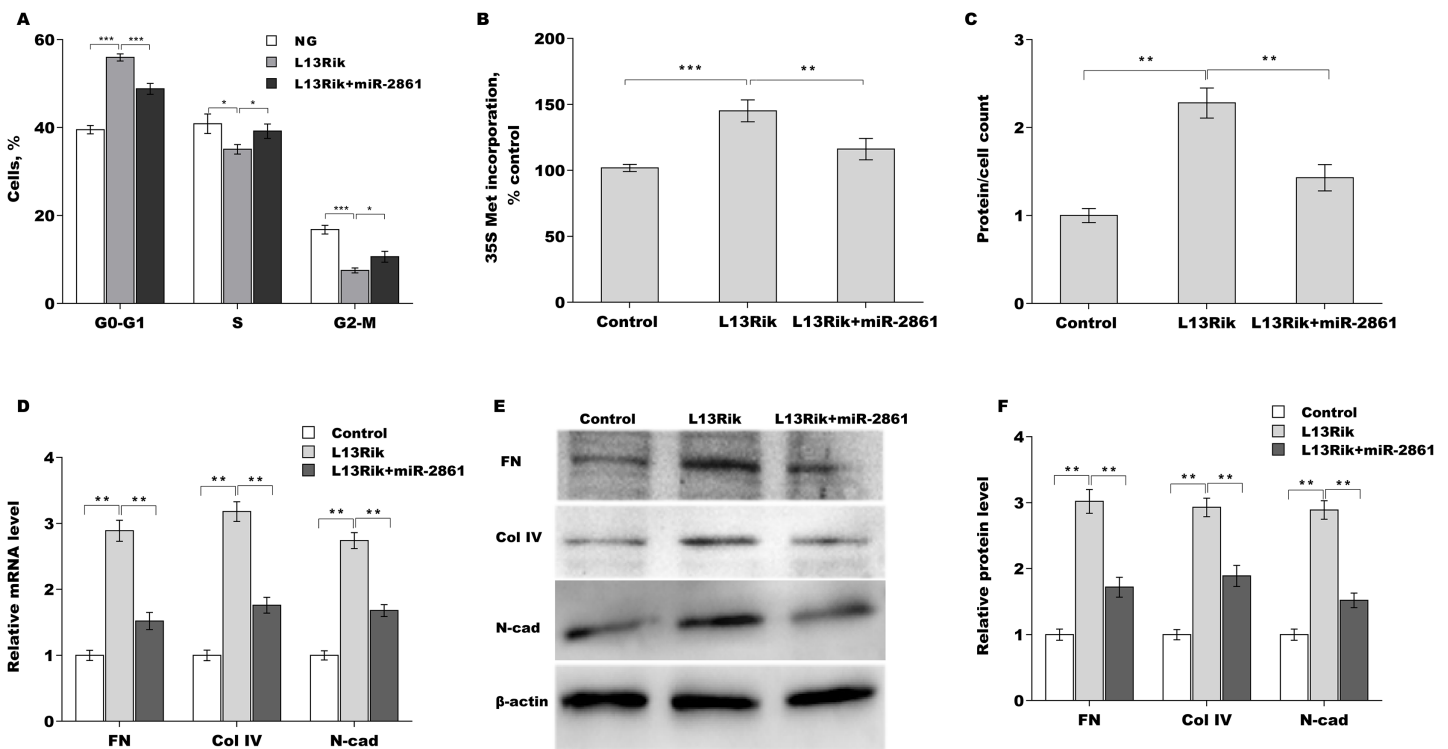 A
60
40
20
0
Cells, %
NG
L13Rik
L13Rik+miR-2861
*** ***
* *
*** *
G0-G1 S G2-M
B
200
150
100
50
0
35S Met incorporation,
% control
*** **
Control L13Rik L13Rik+miR-2861
C
3
2
1
0
Protein/cell count
** **
Control L13Rik L13Rik+miR-2861
D
4
3
2
1
0
Relative mRNA level
Control
L13Rik
L13Rik+miR-2861
** **
** **
** **
FN Col IV N-cad
E
Control L13Rik L13Rik+miR-2861
FN
Col IV
N-cad
β-actin
F
4
3
2
1
0
Relative protein level
Control
L13Rik
L13Rik+miR-2861
** **
** **
** **
FN Col IV N-cad